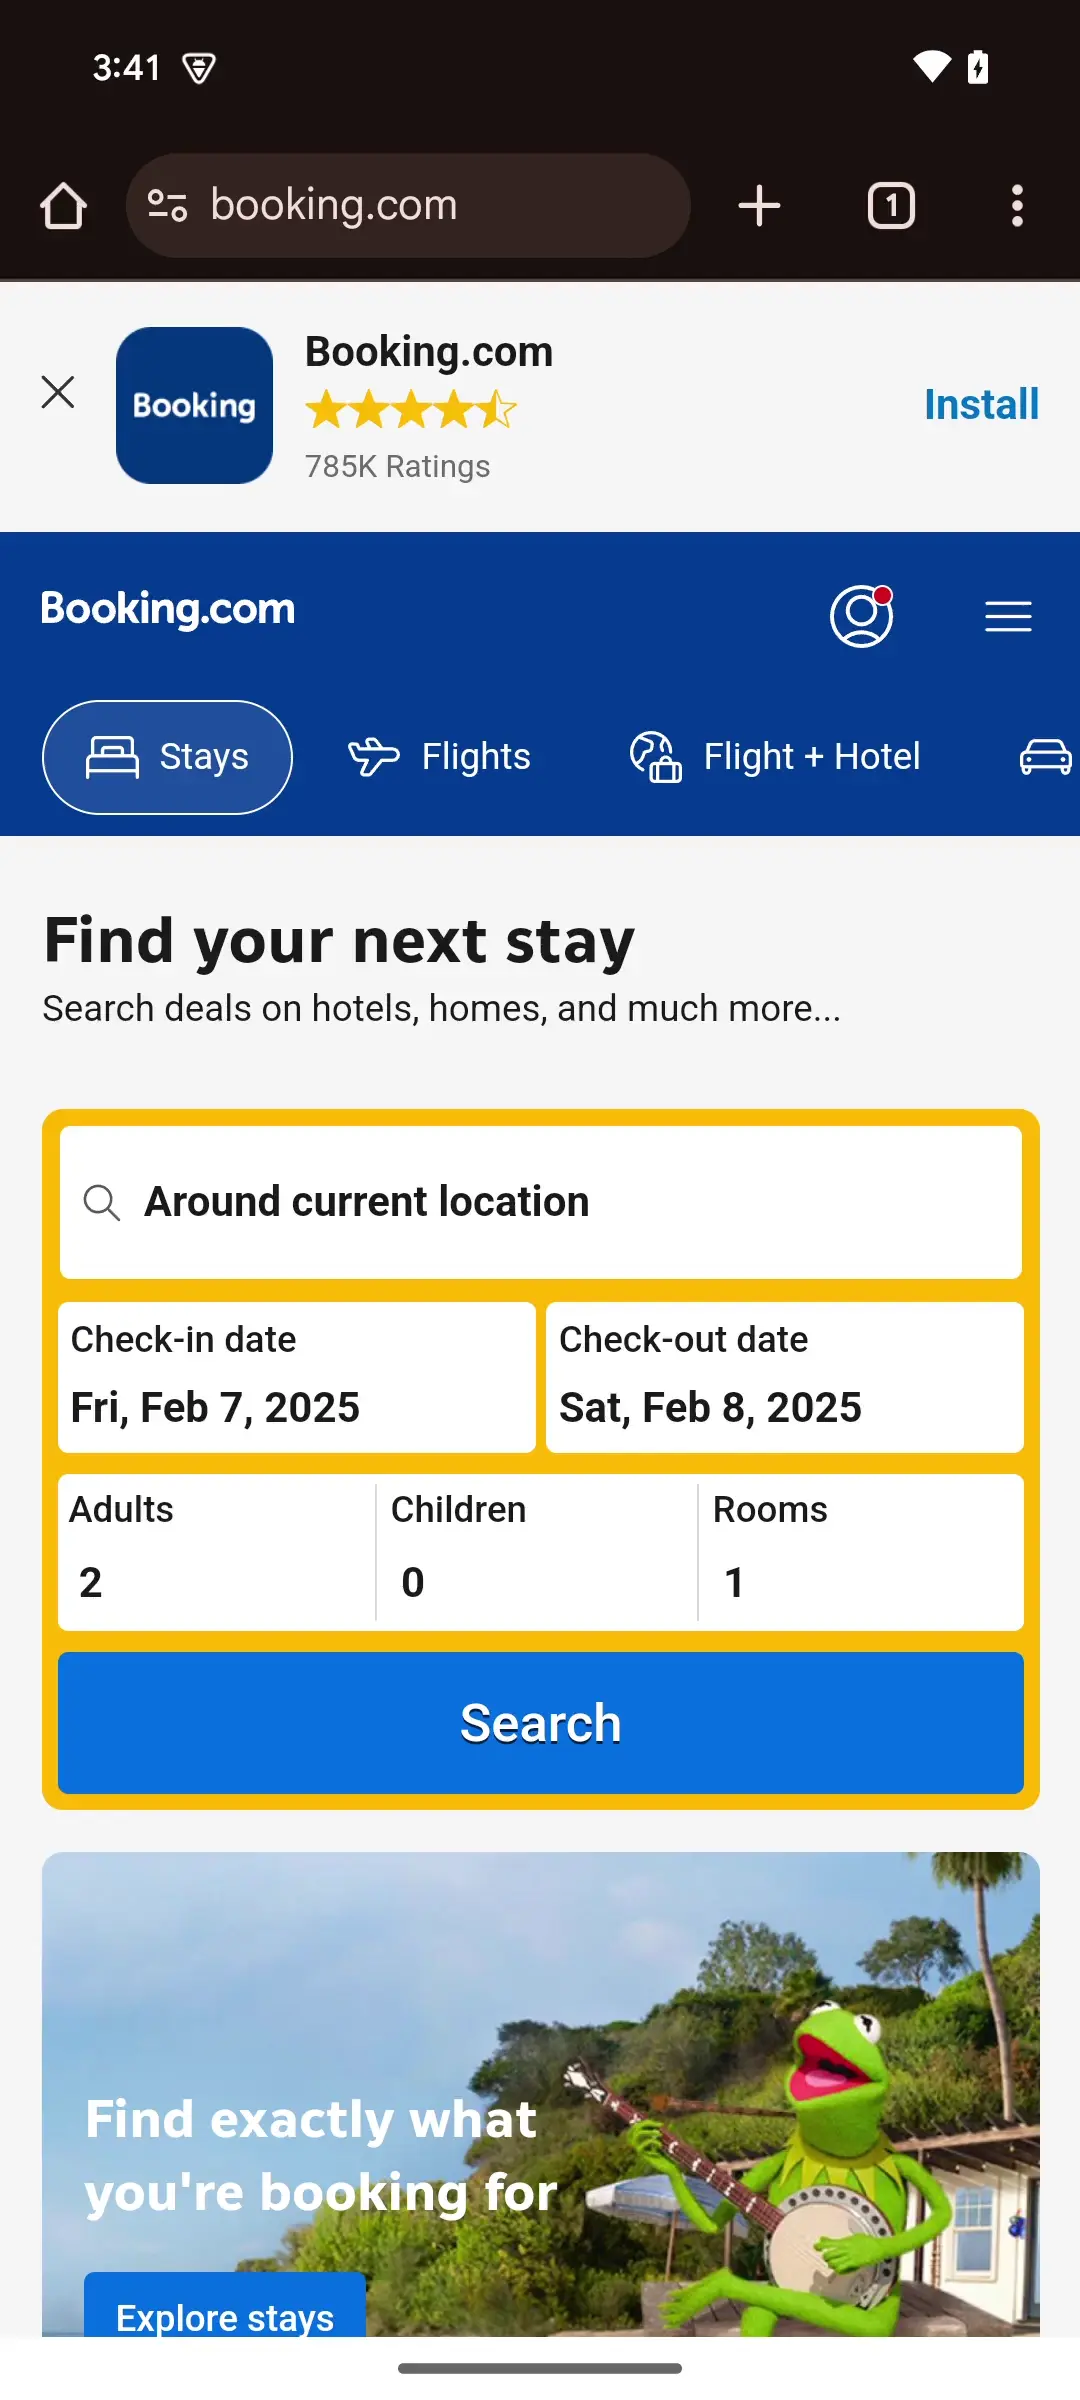 3:41
booking.com
1
Booking.com
Booking
785K Ratings
Install
Booking.com
Stays
Flights
Flight + Hotel
Find your next stay
Search deals on hotels, homes, and much more...
Around current location
Check-in date
Check-out date
Fri, Feb 7, 2025
Sat, Feb 8, 2025
Adults
Children
Rooms
2
0
1
Search
Find exactly what
you're booking for
Explore stays